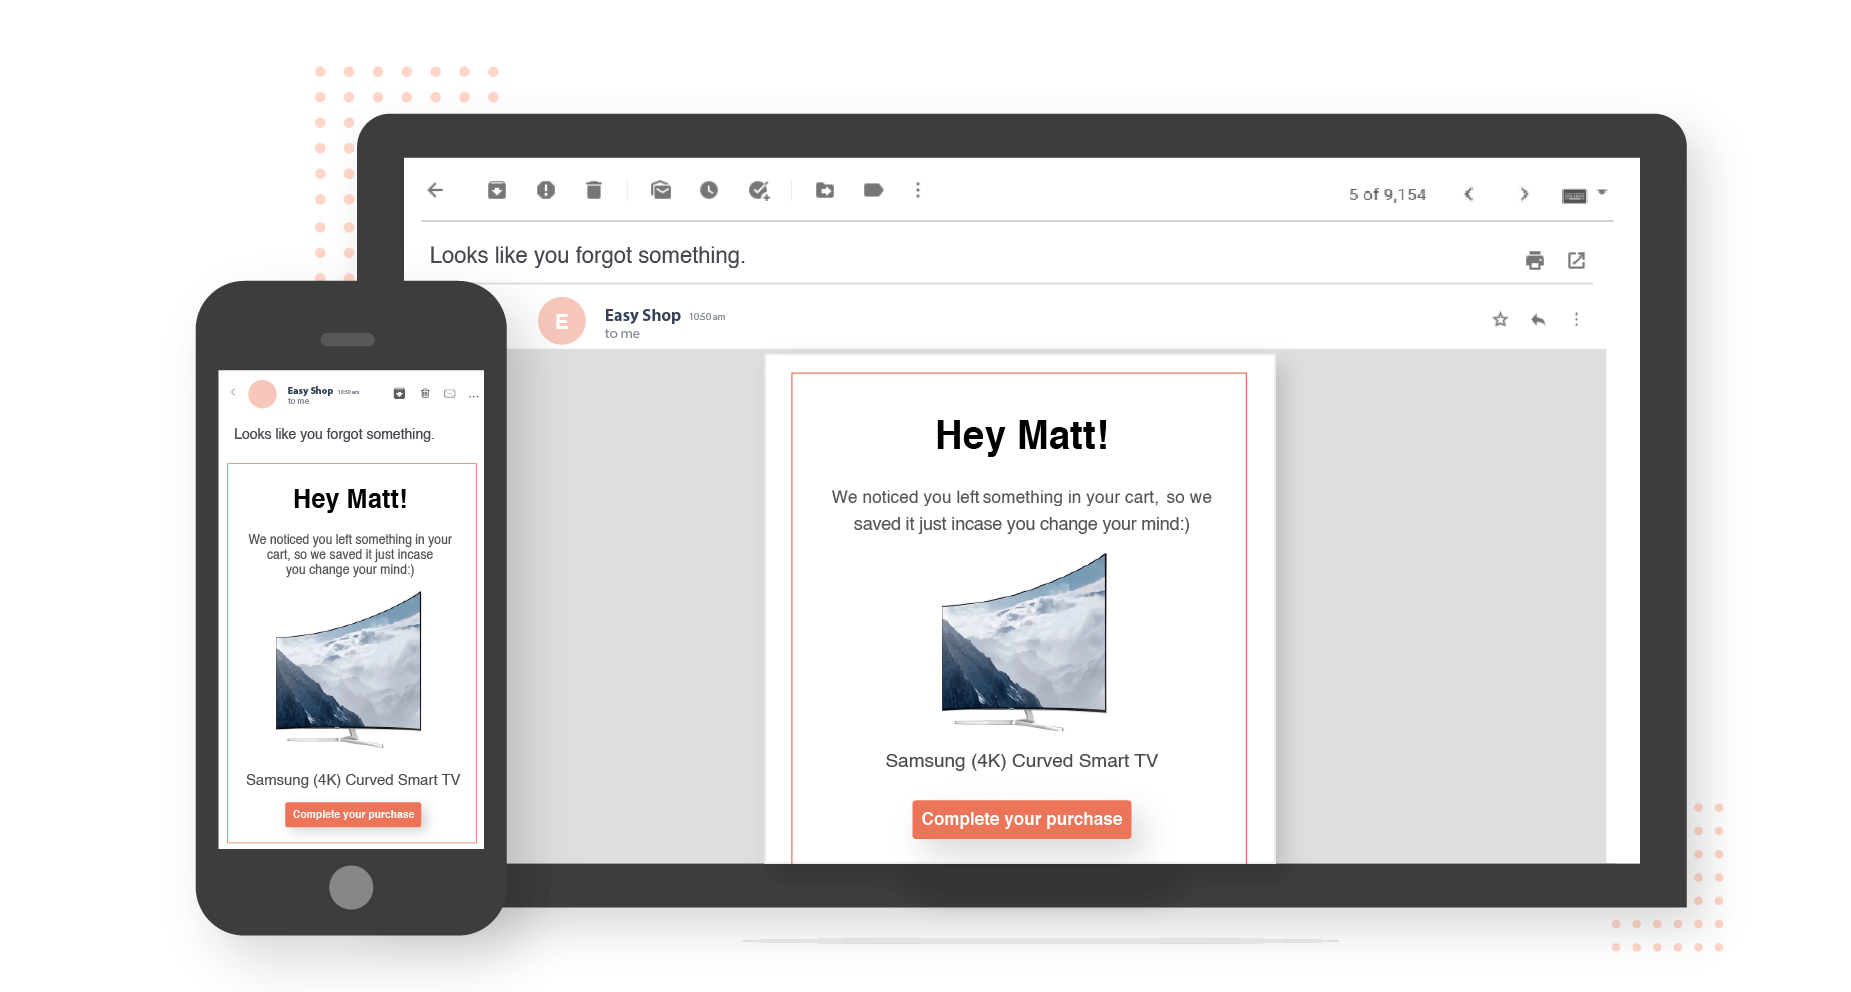 5 of 9,154
Looks like you forgot something.
E
Easy Shop 10:50 am
to me
Hey Matt!
We noticed you left something in your cart, so we
saved it just incase you change your mind:)
Samsung (4K) Curved Smart TV
Complete your purchase
Easy Shop 10:50 am
to me
Looks like you forgot something.
Hey Matt!
We noticed you left something in your
cart, so we saved it just incase
you change your mind:)
Samsung (4K) Curved Smart TV
Complete your purchase